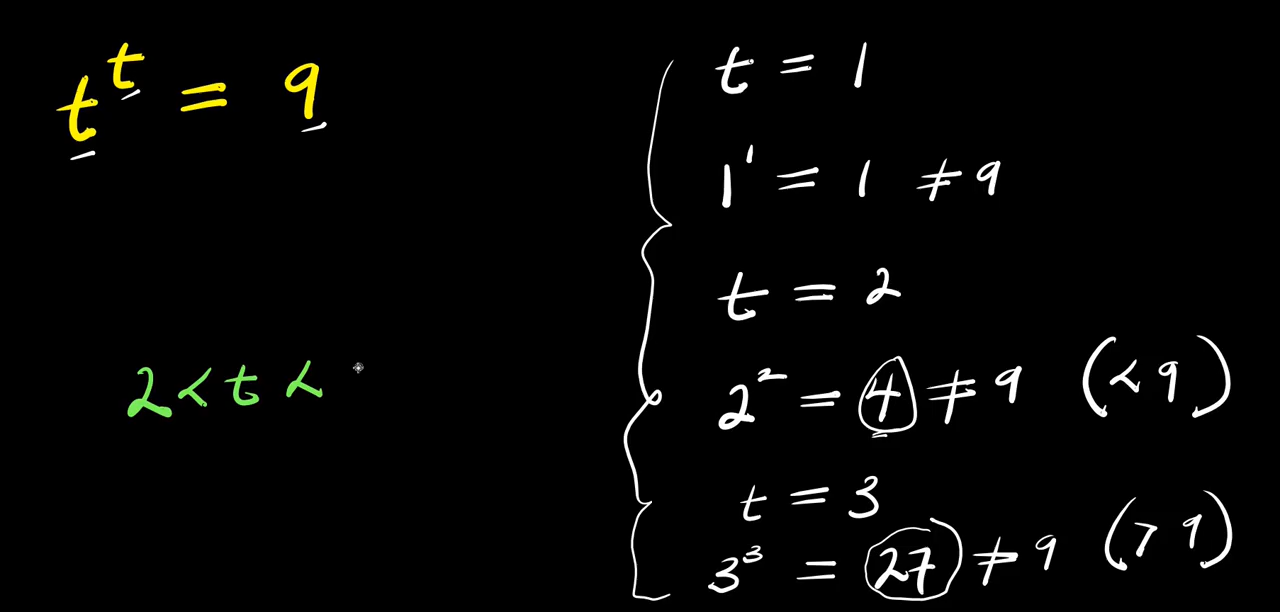 t^t = 9
2 < t <
t = 1
1^1 = 1 ≠ 9
t = 2
2^2 = 4 ≠ 9 (< 9)
t = 3
3^3 = 27 ≠ 9 (> 9)